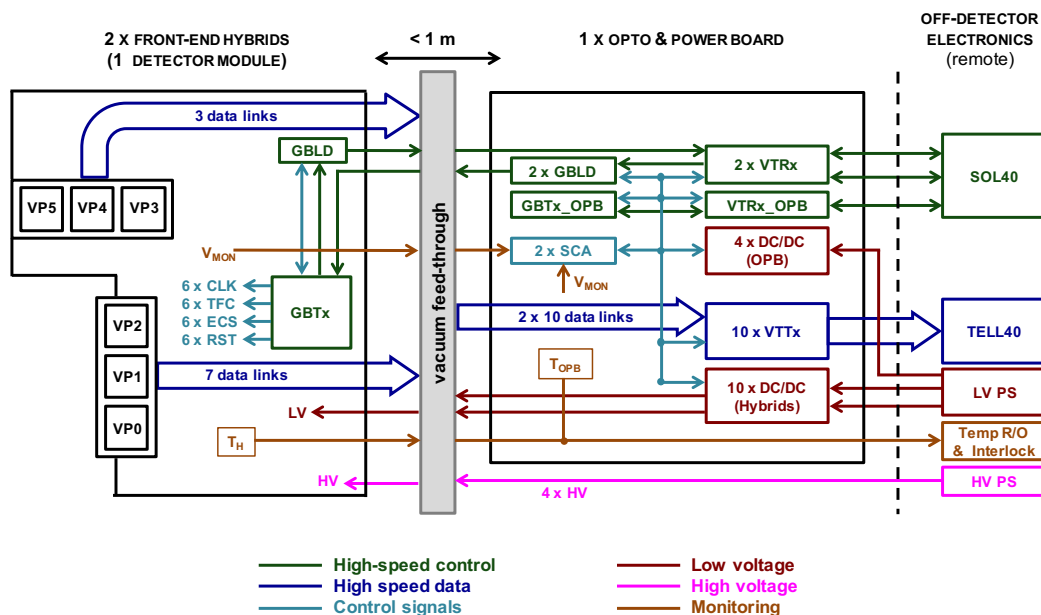 2 x FRONT-END HYBRIDS
(1 DETECTOR MODULE)
< 1 m
1 x OPTO & POWER BOARD
OFF-DETECTOR
ELECTRONICS
(remote)
3 data links
GBLD
VP5
VP4
VP3
V_MON
6 x CLK
6 x TFC
6 x ECS
6 x RST
GBTx
VP2
VP1
VP0
7 data links
LV
T_H
HV
vacuum feed-through
2 x GBLD
2 x VTRx
GBTx_OPB
VTRx_OPB
2 x SCA
4 x DC/DC
(OPB)
V_MON
2 x 10 data links
10 x VTTx
T_OPB
10 x DC/DC
(Hybrids)
4 x HV
SOL40
TELL40
LV PS
Temp R/O
& Interlock
HV PS
High-speed control
High speed data
Control signals
Low voltage
High voltage
Monitoring